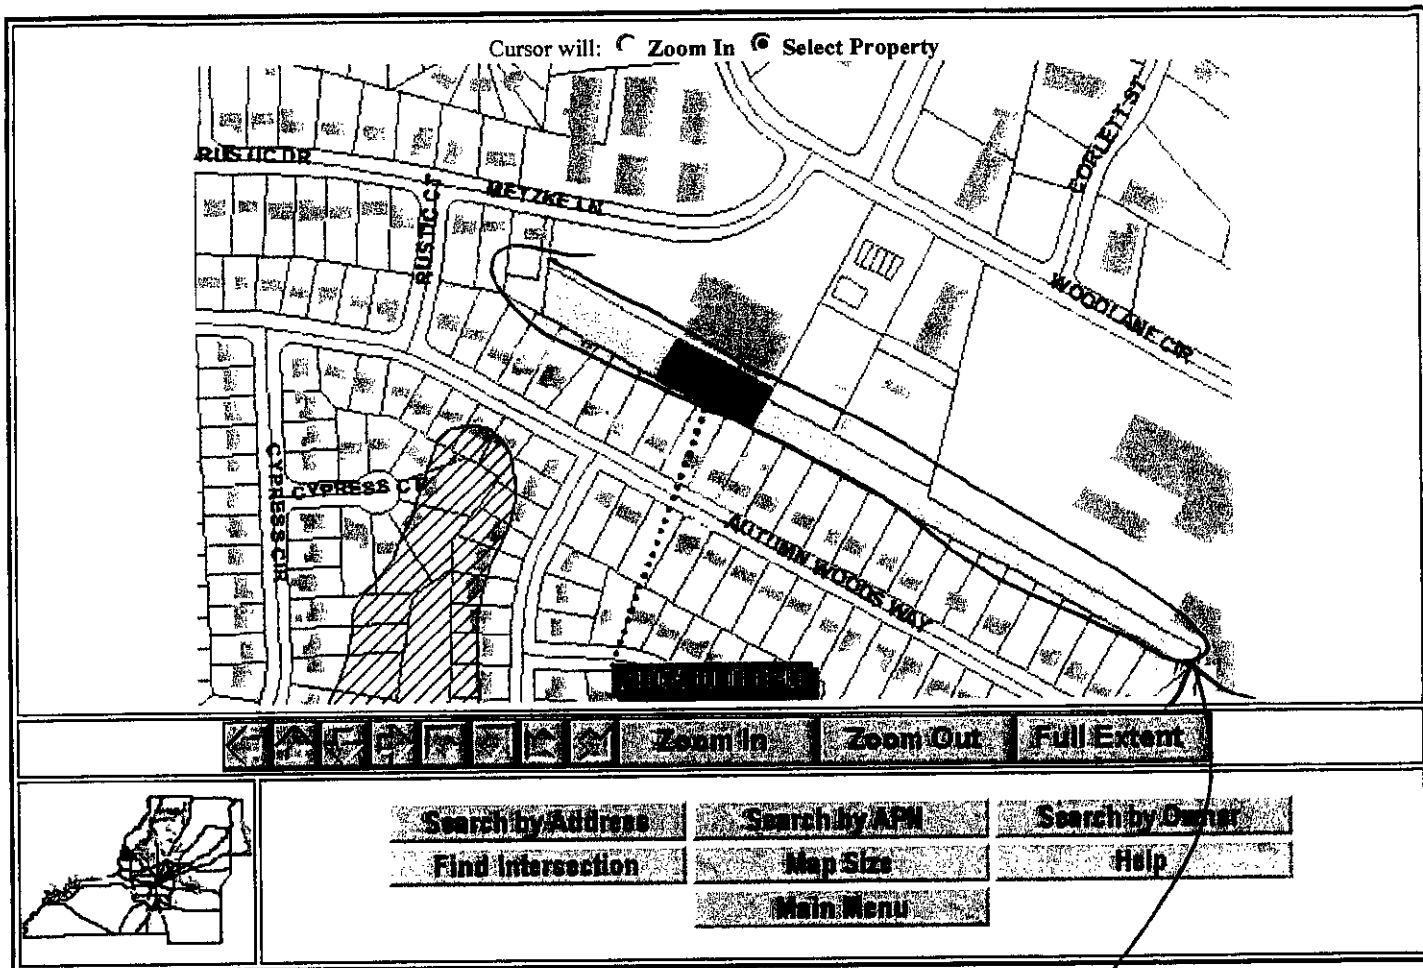 Cursor will: Zoom In Select Property
CORLETT ST
RUSTIC DR
METZKE LN
RUSTIC CT
WOODLANE CIR
CYPRESS CT
CYPRESS CIR
AUTUMN WOODS WAY
Zoom In Zoom Out Full Extent
Search by Address Search by APN Search by Owner
Find Intersection Map Size Help
Main Menu